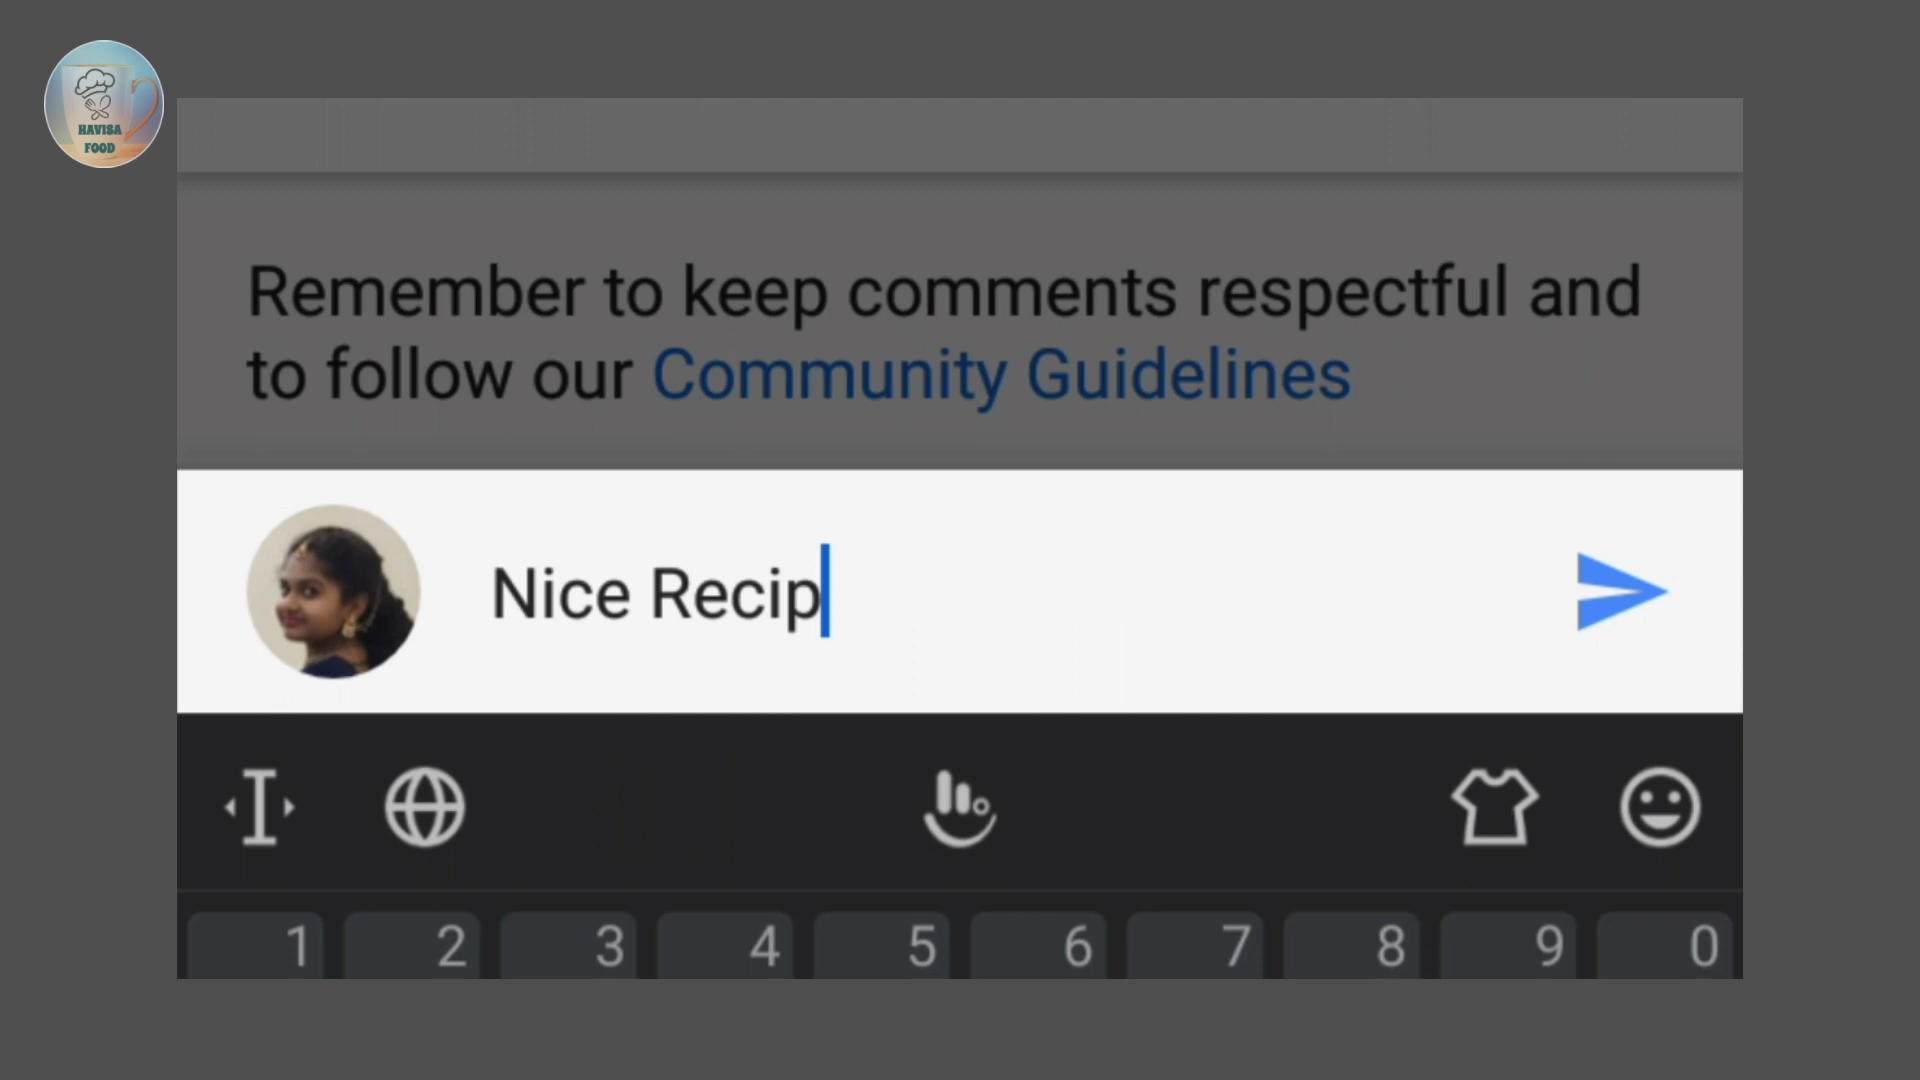 HAVISA
FOOD
Remember to keep comments respectful and
to follow our Community Guidelines
Nice Recip
1 2 3 4 5 6 7 8 9 0